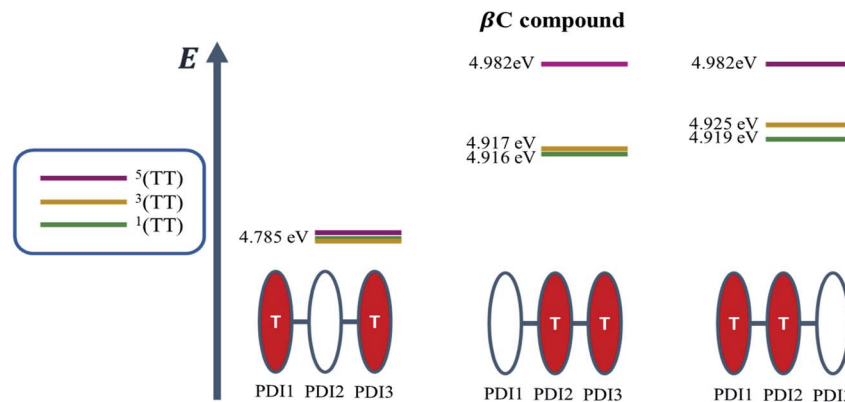 βC compound
E
4.982eV
4.982eV
4.917 eV
4.916 eV
4.925 eV
4.919 eV
⁵(TT)
³(TT)
¹(TT)
4.785 eV
T T
T T
T T
PDI1 PDI2 PDI3
PDI1 PDI2 PDI3
PDI1 PDI2